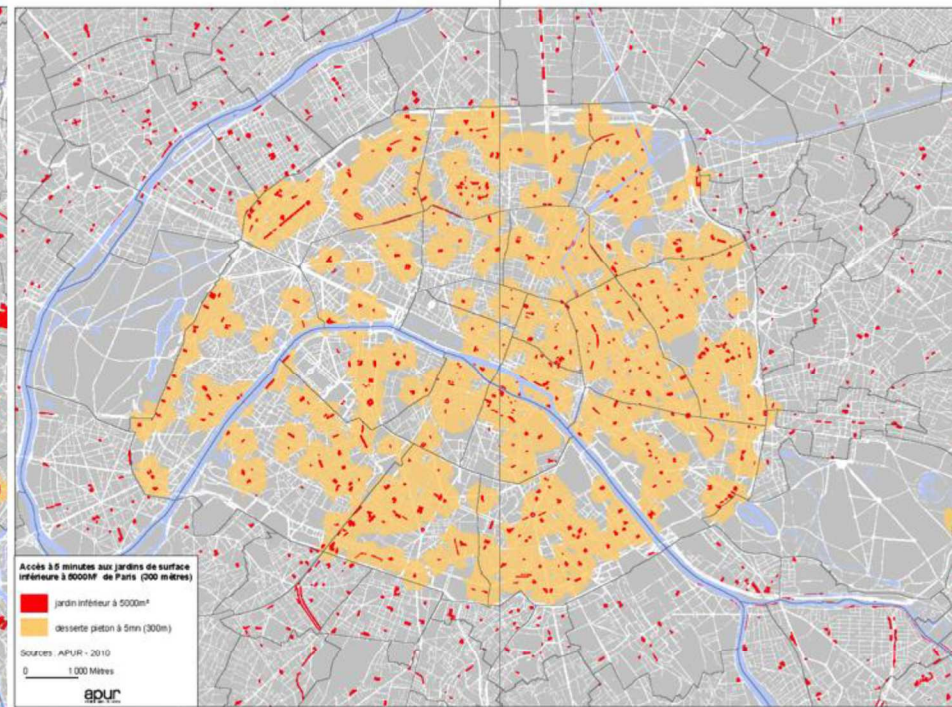 Accès à 5 minutes aux jardins de surface
inférieure à 5000M² de Paris (300 mètres)
jardin inférieur à 5000m²
desserte pieton à 5mn (300m)
Sources : APUR - 2010
0 1 000 Mètres
apur